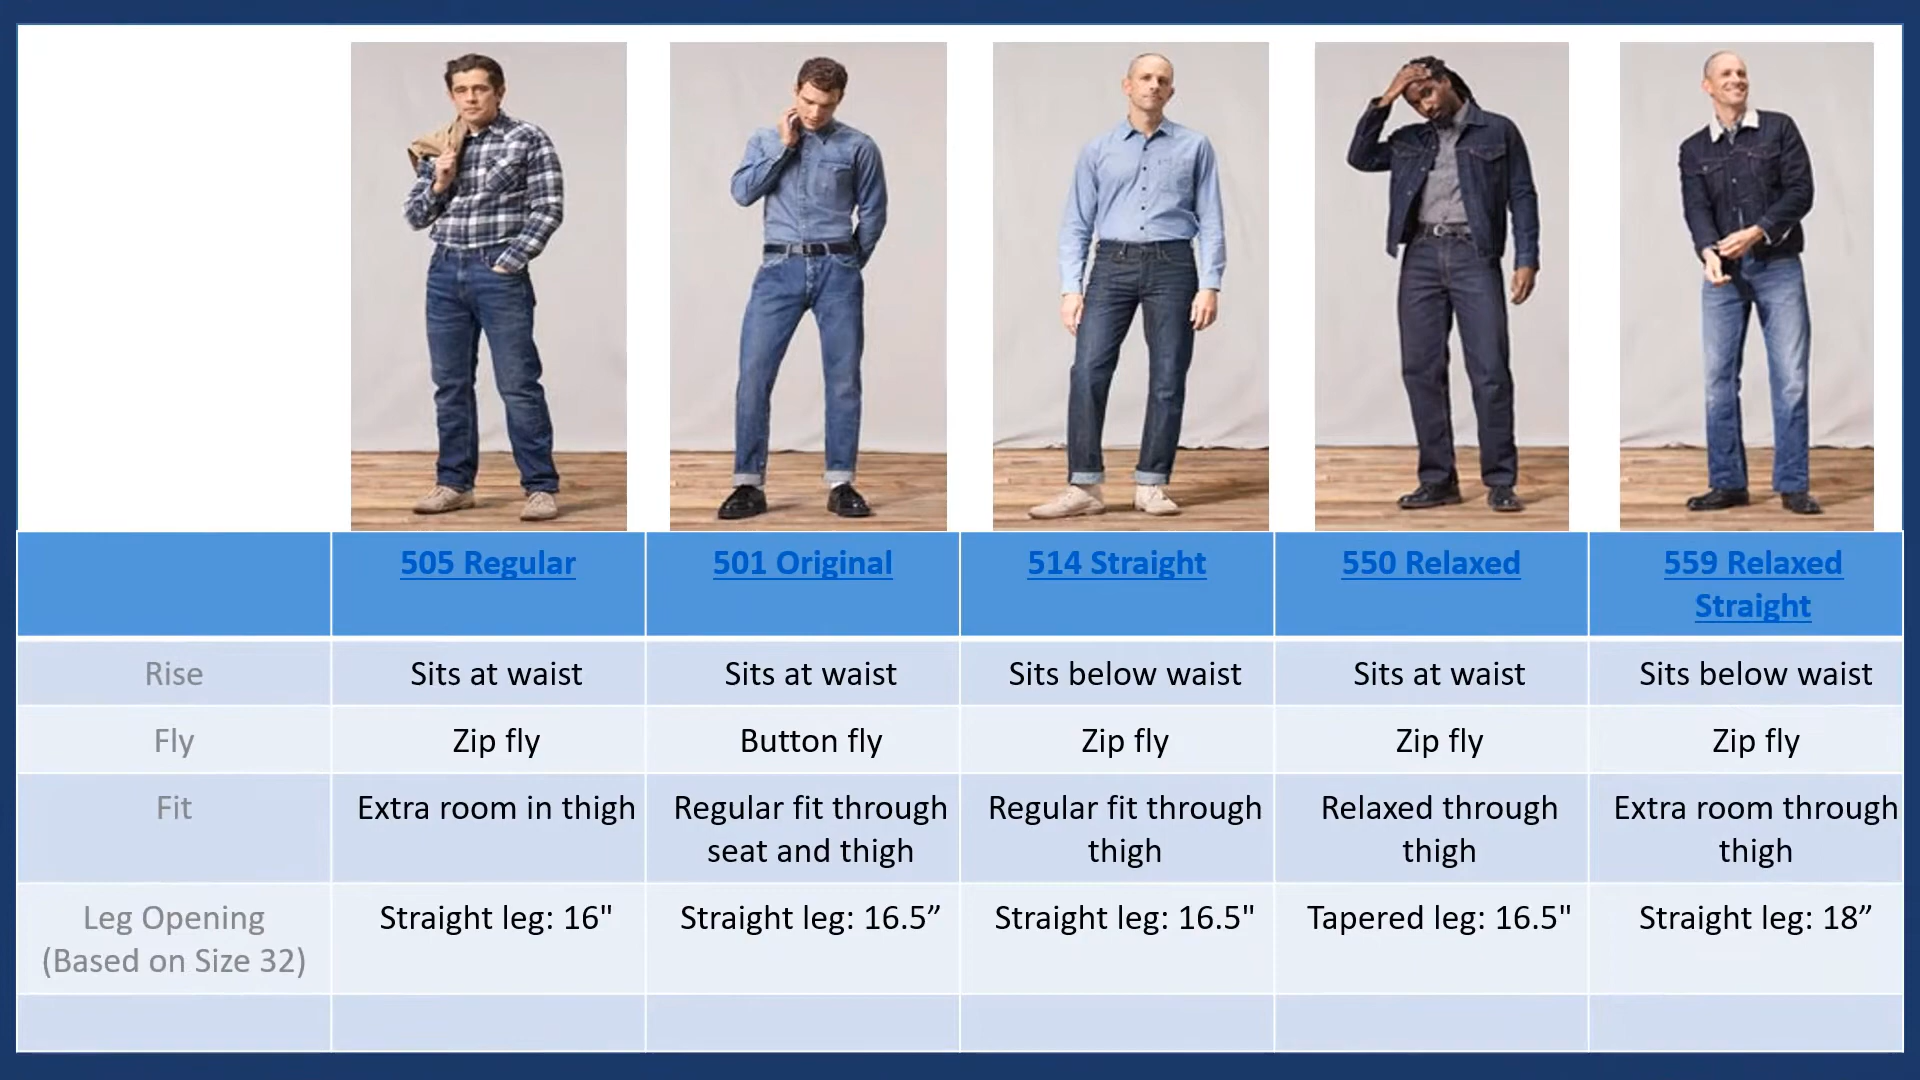 505 Regular
501 Original
514 Straight
550 Relaxed
559 Relaxed
Straight
Rise
Sits at waist
Sits at waist
Sits below waist
Sits at waist
Sits below waist
Fly
Zip fly
Button fly
Zip fly
Zip fly
Zip fly
Fit
Extra room in thigh
Regular fit through
seat and thigh
Regular fit through
thigh
Relaxed through
thigh
Extra room through
thigh
Leg Opening
(Based on Size 32)
Straight leg: 16"
Straight leg: 16.5”
Straight leg: 16.5"
Tapered leg: 16.5"
Straight leg: 18”